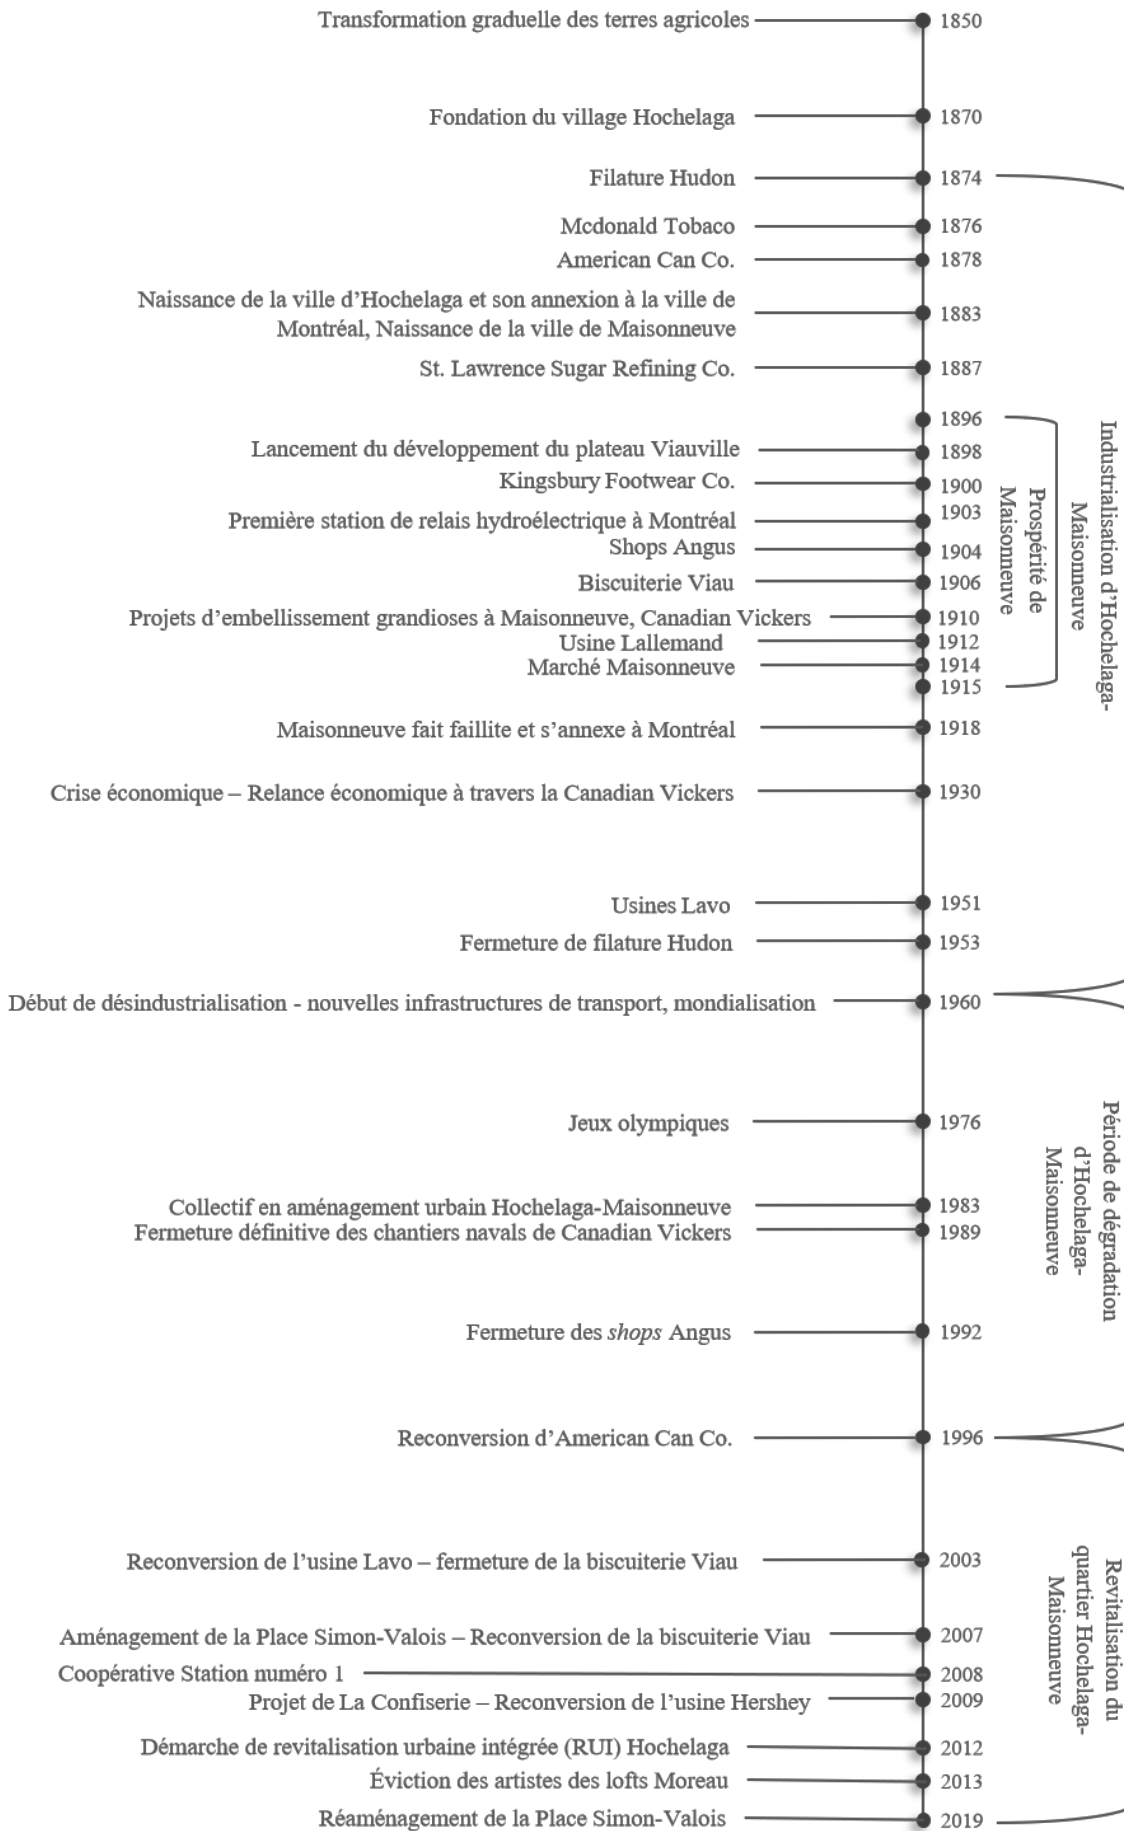 Transformation graduelle des terres agricoles 1850
Fondation du village Hochelaga 1870
Filature Hudon 1874
Mcdonald Tobaco 1876
American Can Co. 1878
Naissance de la ville d’Hochelaga et son annexion à la ville de
Montréal, Naissance de la ville de Maisonneuve 1883
St. Lawrence Sugar Refining Co. 1887
1896
Lancement du développement du plateau Viauville 1898
Kingsbury Footwear Co. 1900
Première station de relais hydroélectrique à Montréal 1903
Shops Angus 1904
Biscuiterie Viau 1906
Projets d’embellissement grandioses à Maisonneuve, Canadian Vickers 1910
Usine Lallemand 1912
Marché Maisonneuve 1914
1915
Prospérité de
Maisonneuve
Industrialisation d’Hochelaga-
Maisonneuve
Maisonneuve fait faillite et s’annexe à Montréal 1918
Crise économique – Relance économique à travers la Canadian Vickers 1930
Usines Lavo 1951
Fermeture de filature Hudon 1953
Début de désindustrialisation - nouvelles infrastructures de transport, mondialisation 1960
Jeux olympiques 1976
Collectif en aménagement urbain Hochelaga-Maisonneuve 1983
Fermeture définitive des chantiers navals de Canadian Vickers 1989
Période de dégradation
d’Hochelaga-
Maisonneuve
Fermeture des shops Angus 1992
Reconversion d’American Can Co. 1996
Reconversion de l’usine Lavo – fermeture de la biscuiterie Viau 2003
Aménagement de la Place Simon-Valois – Reconversion de la biscuiterie Viau 2007
Coopérative Station numéro 1 2008
Projet de La Confiserie – Reconversion de l’usine Hershey 2009
Revitalisation du
quartier Hochelaga-
Maisonneuve
Démarche de revitalisation urbaine intégrée (RUI) Hochelaga 2012
Éviction des artistes des lofts Moreau 2013
Réaménagement de la Place Simon-Valois 2019